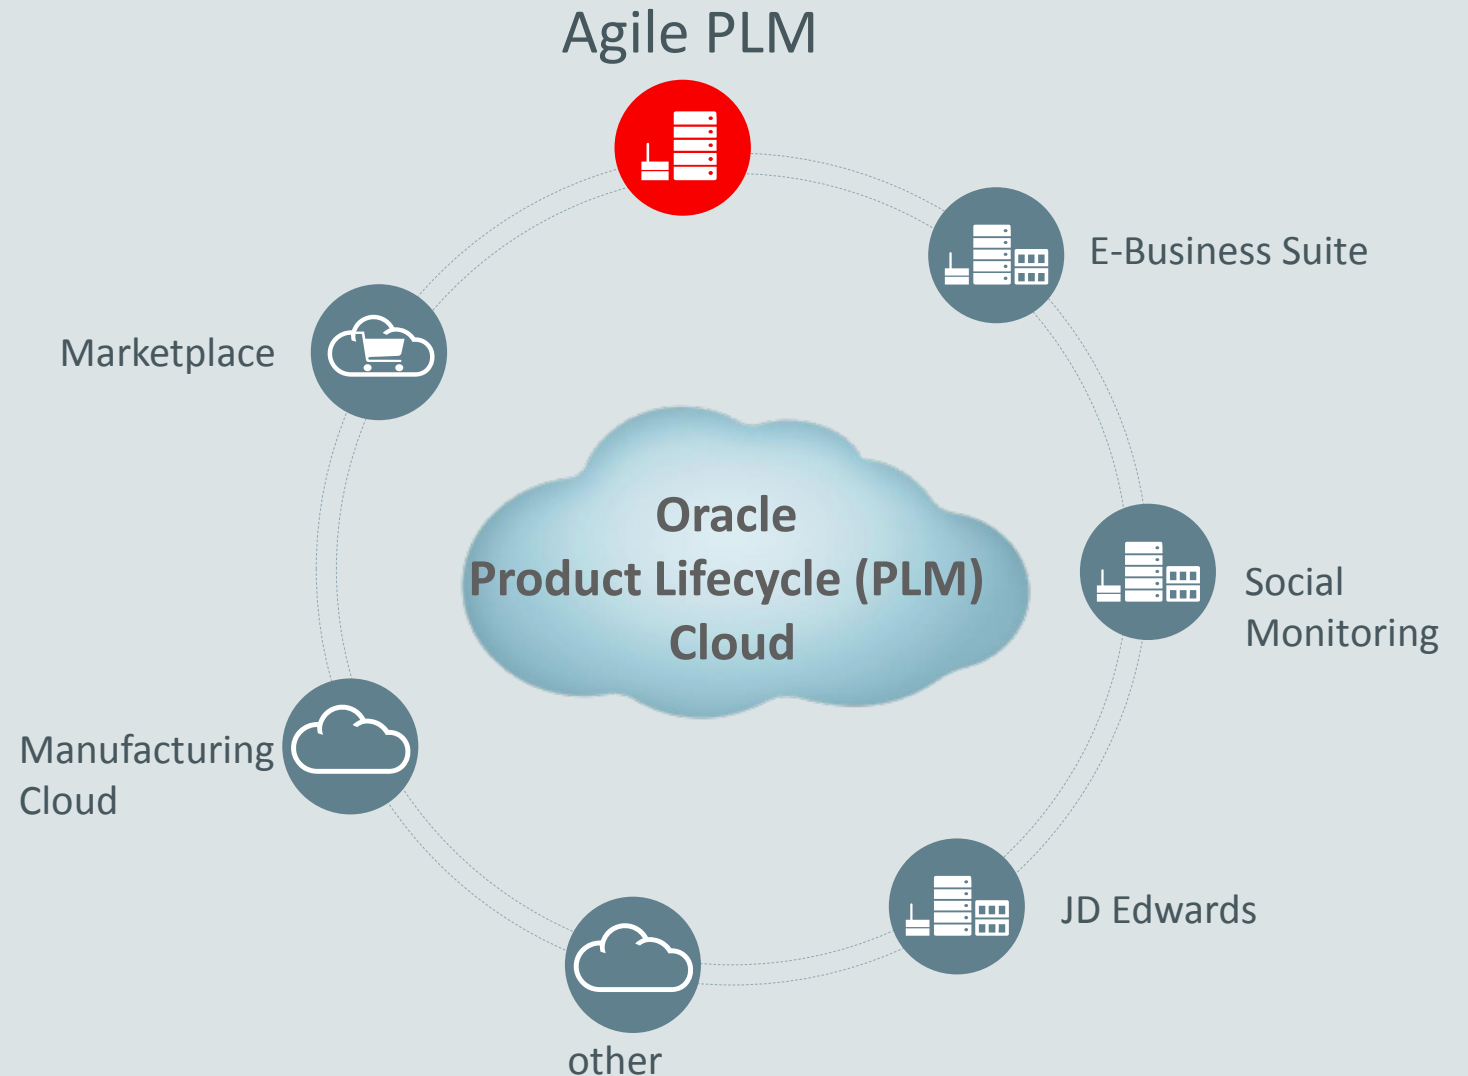 Agile PLM
E-Business Suite
Marketplace
Oracle
Product Lifecycle (PLM)
Cloud
Social
Monitoring
Manufacturing
Cloud
JD Edwards
other